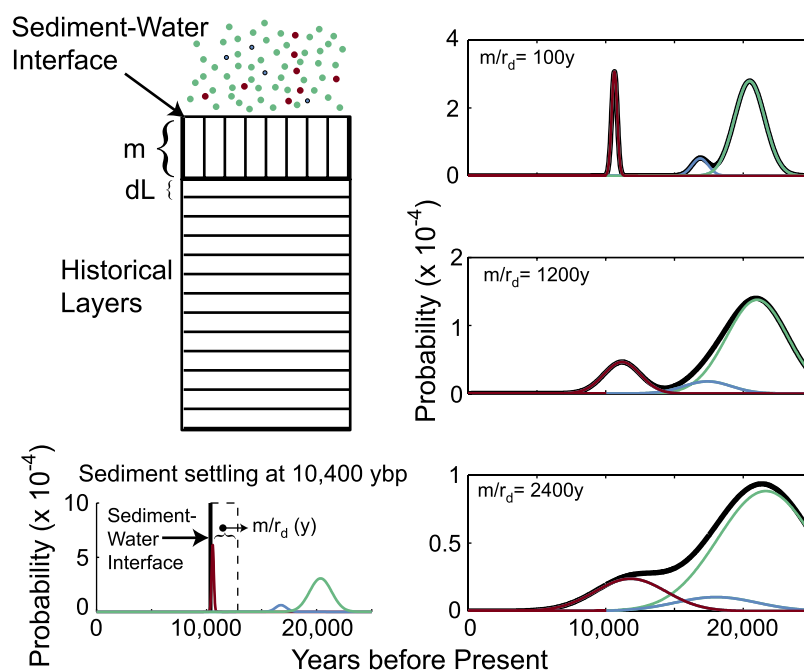 Sediment-Water
Interface
m
dL
Historical
Layers
Sediment settling at 10,400 ybp
Probability (x 10⁻⁴)
10
5
0
Sediment-
Water
Interface
m/r_d (y)
0
10,000
20,000
Probability (x 10⁻⁴)
4
2
0
m/r_d= 100y
2
1
0
m/r_d= 1200y
1
0.5
0
m/r_d= 2400y
0
10,000
20,000
Years before Present